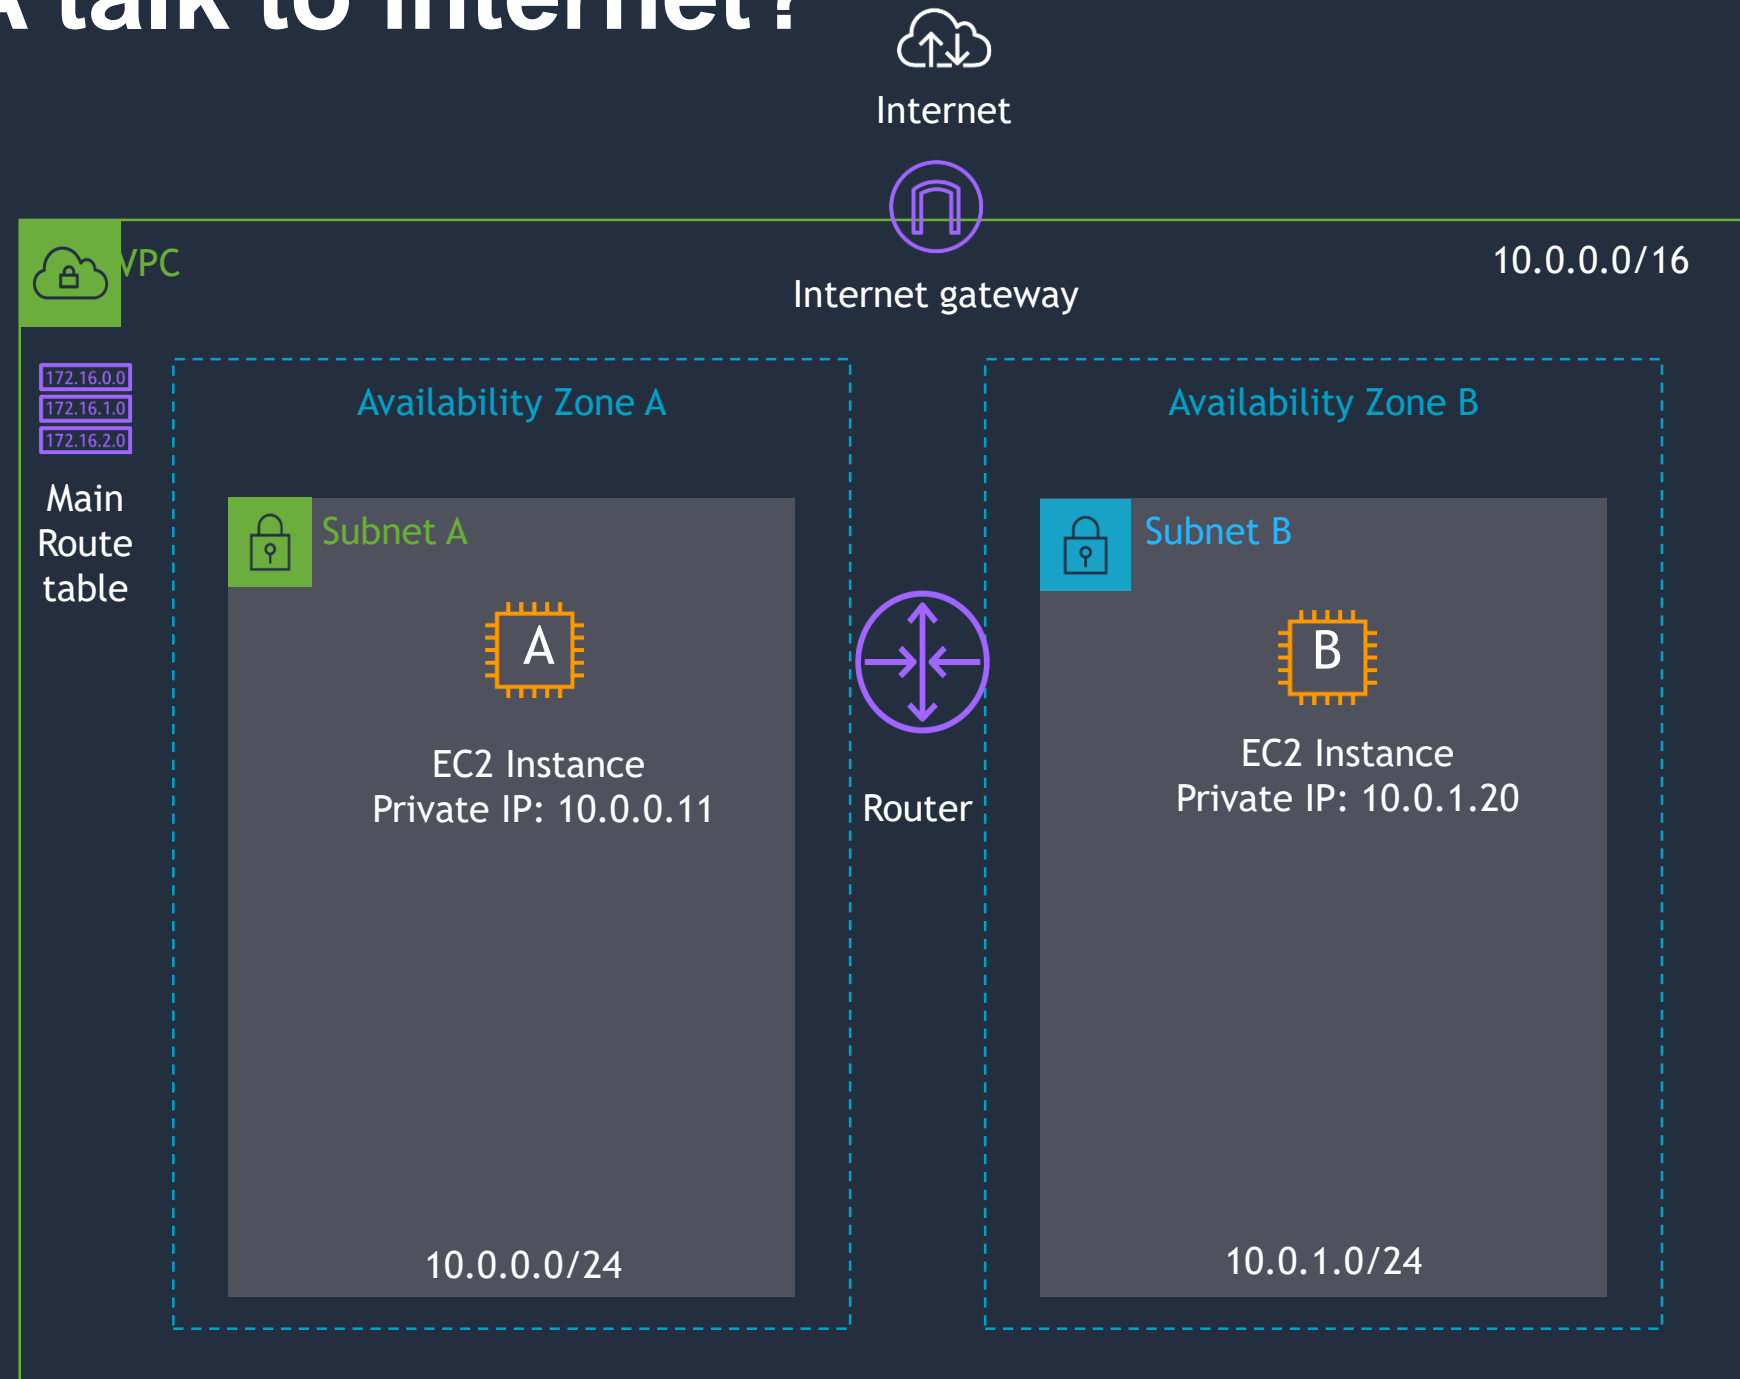 A talk to internet?
Internet
VPC
10.0.0.0/16
Internet gateway
172.16.0.0
172.16.1.0
172.16.2.0
Main
Route
table
Availability Zone A
Subnet A
A
EC2 Instance
Private IP: 10.0.0.11
10.0.0.0/24
Router
Availability Zone B
Subnet B
B
EC2 Instance
Private IP: 10.0.1.20
10.0.1.0/24